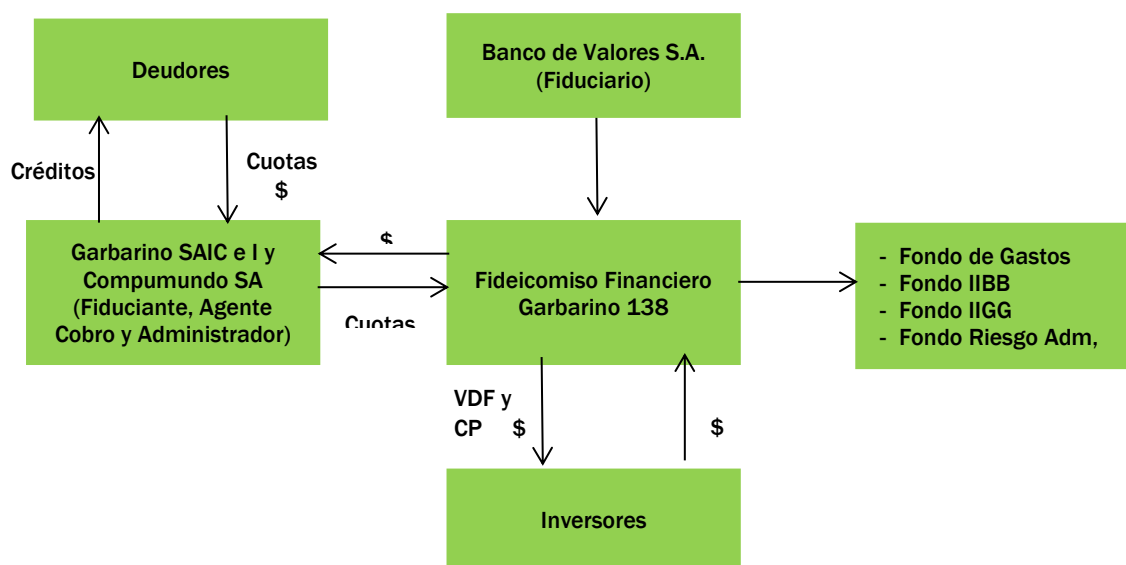 Deudores
Banco de Valores S.A.
(Fiduciario)
Créditos
Cuotas
$
Garbarino SAIC e I y
Compumundo SA
(Fiduciante, Agente
Cobro y Administrador)
$
Cuotas
Fideicomiso Financiero
Garbarino 138
- Fondo de Gastos
- Fondo IIBB
- Fondo IIGG
- Fondo Riesgo Adm,
VDF y
CP $
$
Inversores